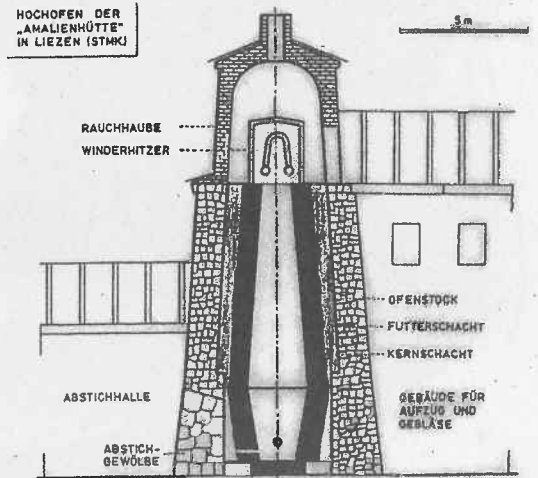 HOCHOFEN DER
„AMALIENHÜTTE"
IN LIEZEN (STMK)
5m
RAUCHHAUBE
WINDERHITZER
OFENSTOCK
FUTTERSCHACHT
KERNSCHACHT
ABSTICHHALLE
GEBÄUDE FÜR
AUFZUG UND
GEBLÄSE
ABSTICH-
GEWÖLBE